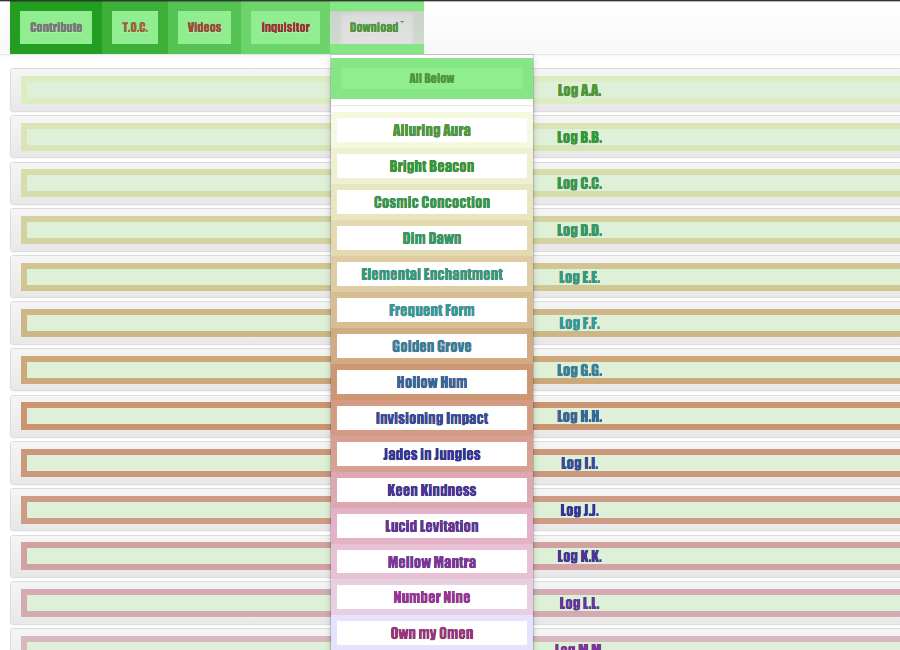 Contribute
T.O.C.
Videos
Inquisitor
Download
All Below
Alluring Aura
Bright Beacon
Cosmic Concoction
Dim Dawn
Elemental Enchantment
Frequent Form
Golden Grove
Hollow Hum
Invisioning Impact
Jades in Jungles
Keen Kindness
Lucid Levitation
Mellow Mantra
Number Nine
Own my Omen
Log A.A.
Log B.B.
Log C.C.
Log D.D.
Log E.E.
Log F.F.
Log G.G.
Log H.H.
Log I.I.
Log J.J.
Log K.K.
Log L.L.
Log M.M.